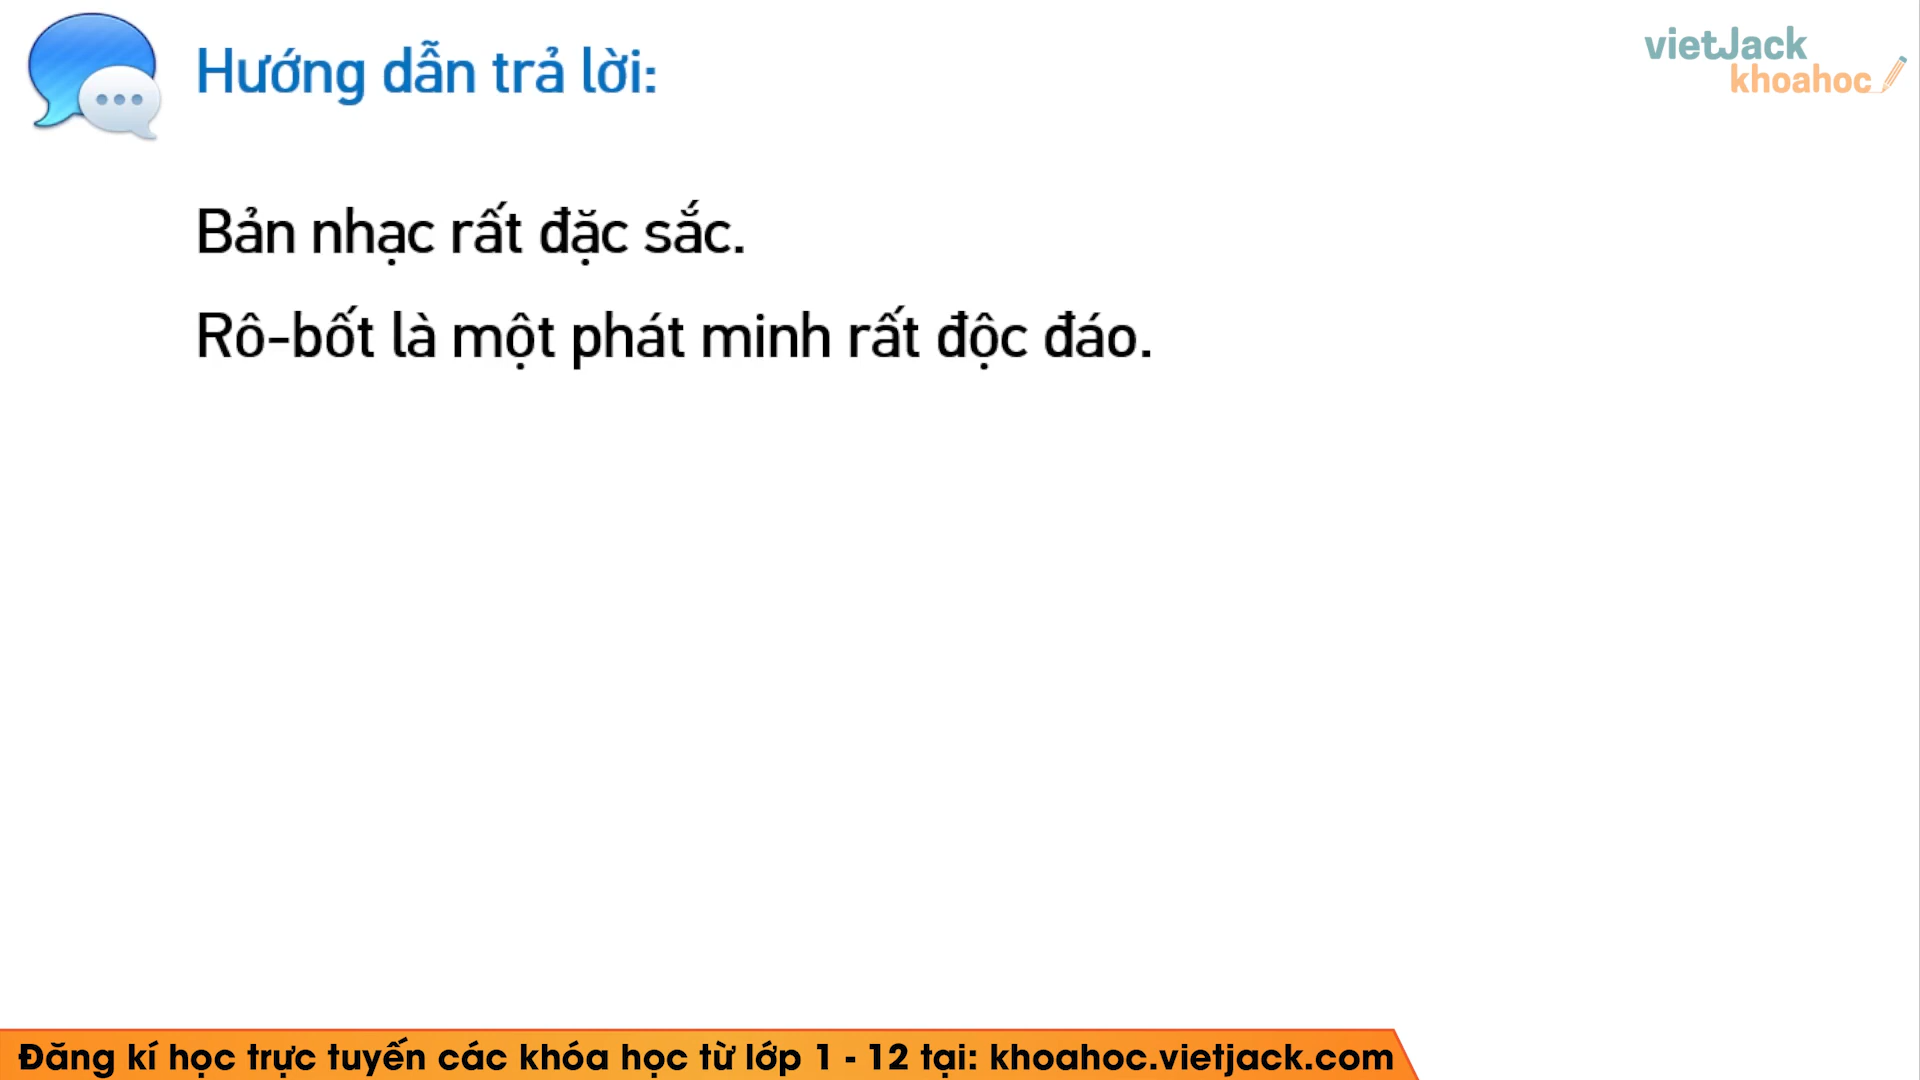 Hướng dẫn trả lời:
vietJack
khoahoc
Bản nhạc rất đặc sắc.
Rô-bốt là một phát minh rất độc đáo.
Đăng kí học trực tuyến các khóa học từ lớp 1 - 12 tại: khoahoc.vietjack.com